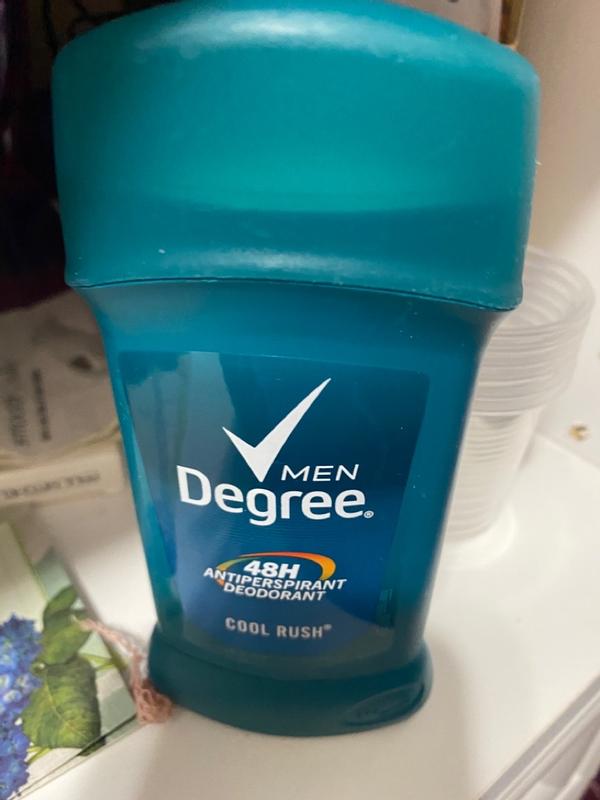 MEN
Degree®
48H
ANTIPERSPIRANT
DEODORANT
COOL RUSH®